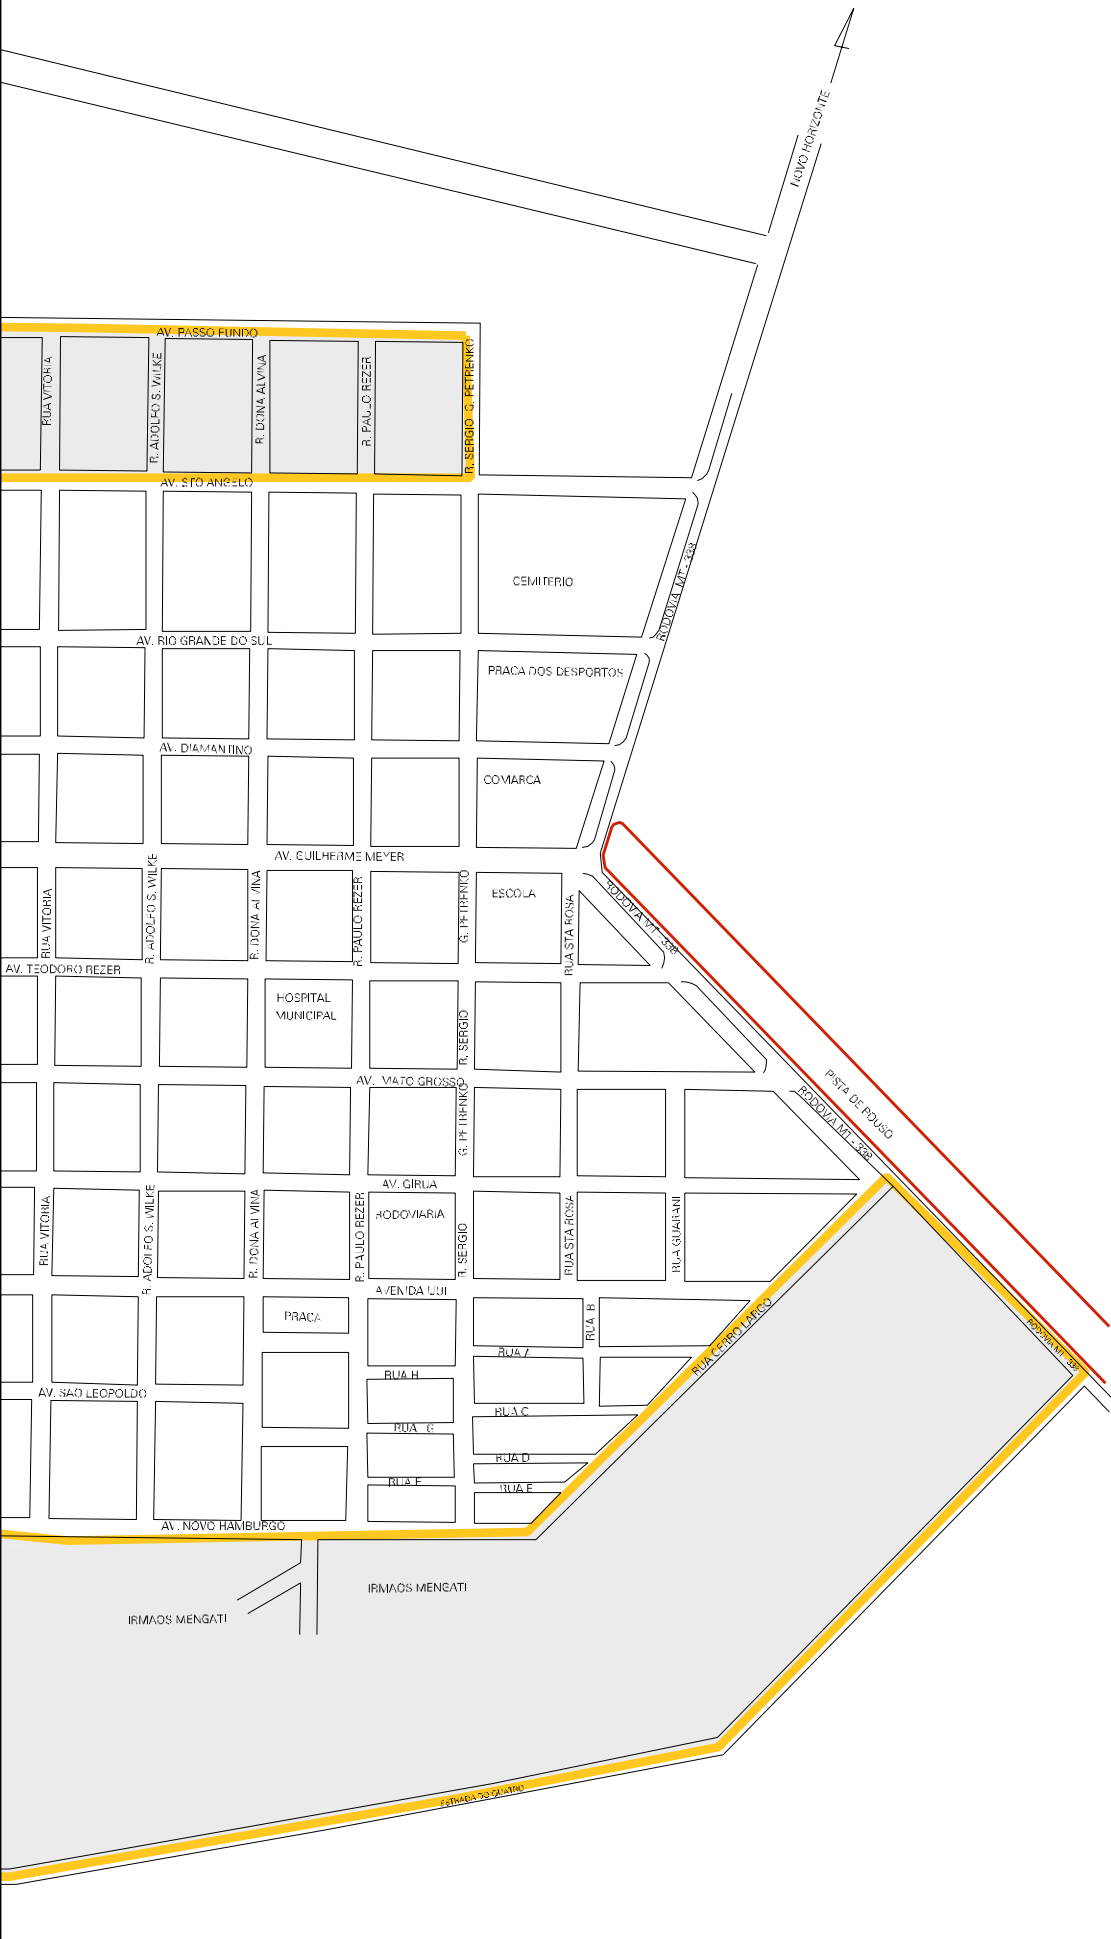 NOVO HORIZONTE
AV. PASSO FUNDO
RUA VITORIA
R. ADOLFO S. WILKE
R. DONA ALVINA
R. PAULO REZER
R. SERGIO G. PETRENKO
AV. STO ANGELO
CEMITERIO
RODOVIA MT - 338
AV. RIO GRANDE DO SUL
PRACA DOS DESPORTOS
AV. DIAMANTINO
COMARCA
AV. GUILHERME MEYER
RUA VITORIA
R. ADOLFO S. WILKE
R. DONA ALVINA
R. PAULO REZER
G. PETRENKO
ESCOLA
RUA STA ROSA
RODOVIA MT - 338
AV. TEODORO REZER
HOSPITAL
MUNICIPAL
R. SERGIO
PISTA DE POUSO
RODOVIA MT - 338
AV. MATO GROSSO
G. PETRENKO
AV. GIRUA
RUA VITORIA
R. ADOLFO S. WILKE
R. DONA ALVINA
R. PAULO REZER
RODOVIARIA
R. SERGIO
RUA STA ROSA
RUA GUARANI
AVENIDA IJUI
PRACA
RUA B
RUA CERRO LARGO
RODOVIA MT - 338
RUA A
RUA H
AV. SAO LEOPOLDO
RUA C
RUA G
RUA D
RUA F
RUA E
AV. NOVO HAMBURGO
IRMAOS MENGATI
IRMAOS MENGATI
ESTRADA DO QUATRO